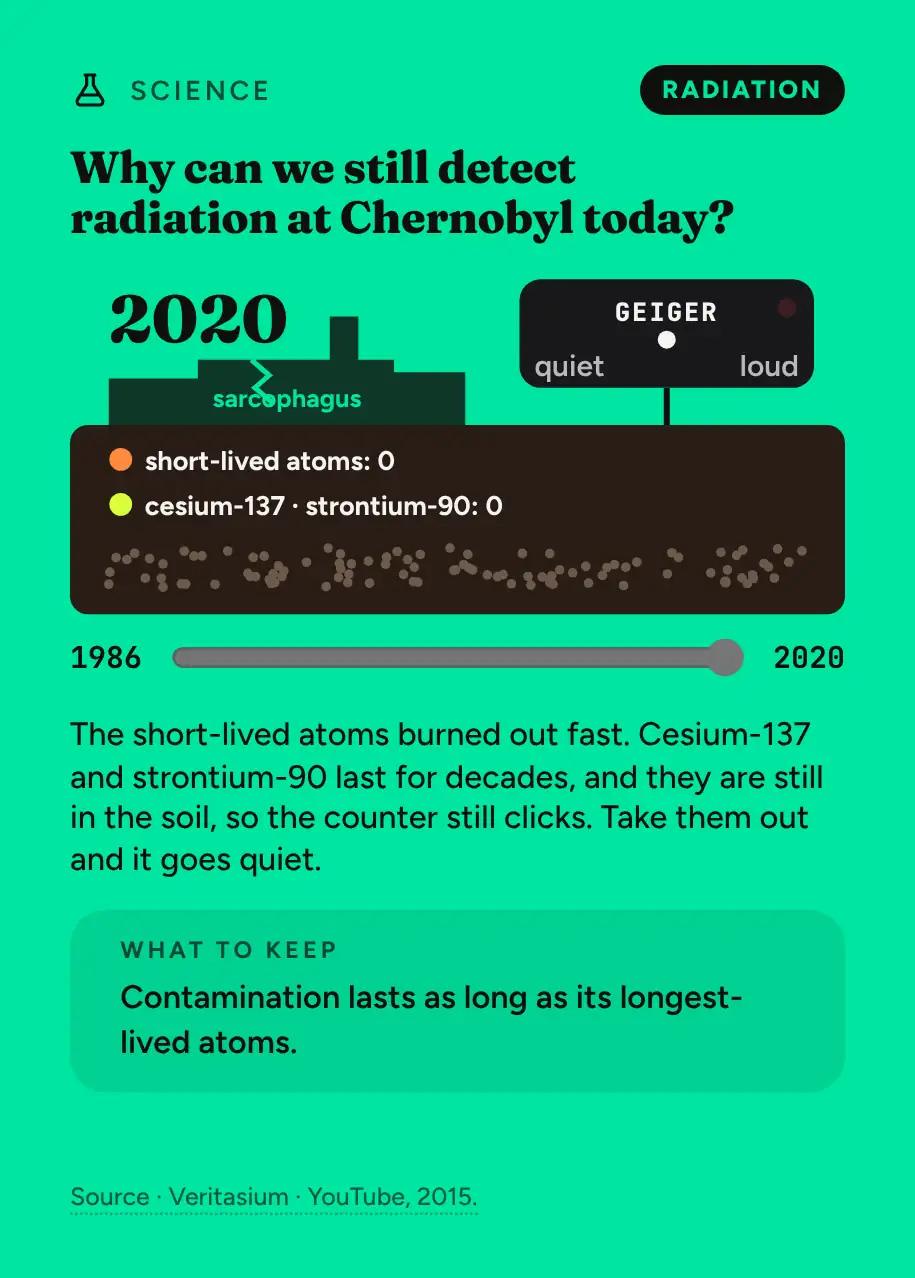 SCIENCE
RADIATION
Why can we still detect
radiation at Chernobyl today?
2020
GEIGER
quiet
loud
sarcophagus
short-lived atoms: 0
cesium-137 · strontium-90: 0
1986
2020
The short-lived atoms burned out fast. Cesium-137
and strontium-90 last for decades, and they are still
in the soil, so the counter still clicks. Take them out
and it goes quiet.
WHAT TO KEEP
Contamination lasts as long as its longest-
lived atoms.
Source · Veritasium · YouTube, 2015.